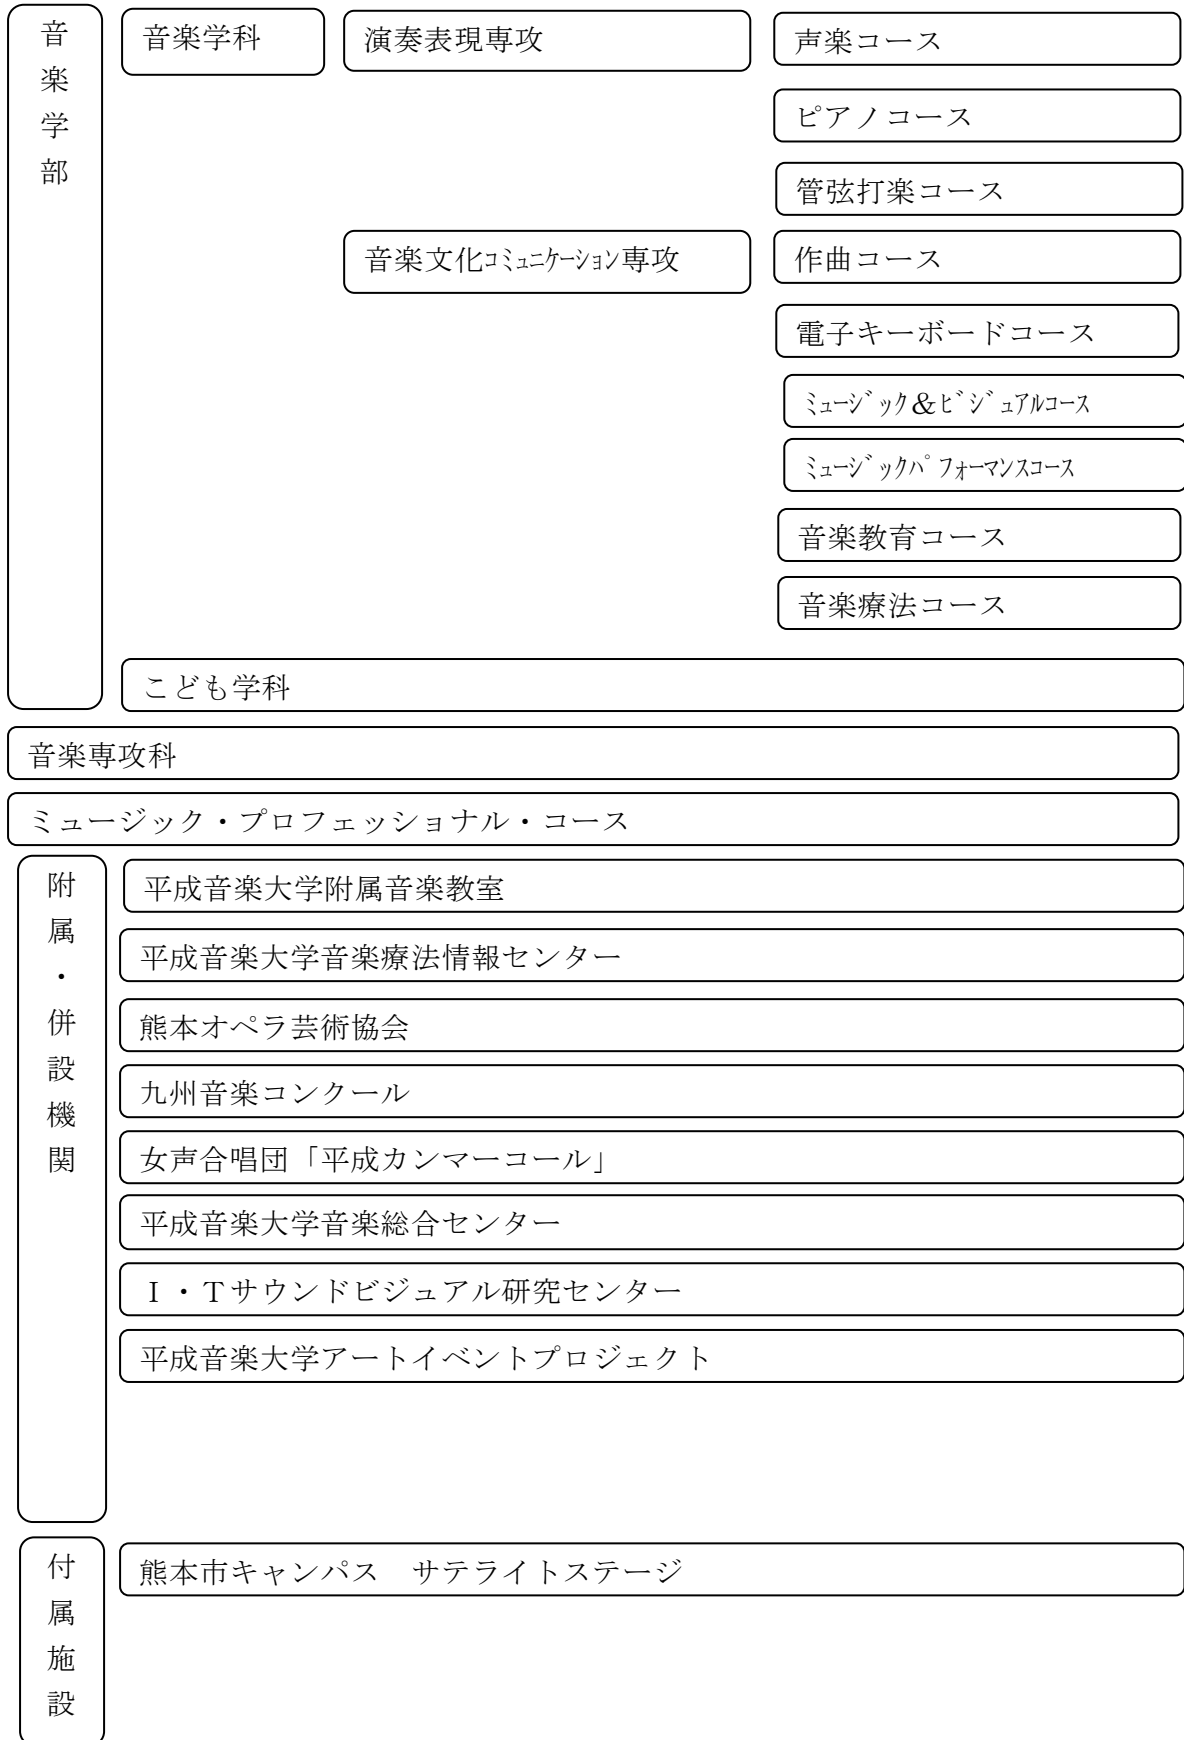 音楽学部
音楽学科
演奏表現専攻
声楽コース
ピアノコース
管弦打楽コース
音楽文化ｺﾐｭﾆｹｰｼｮﾝ専攻
作曲コース
電子キーボードコース
ﾐｭｰｼﾞｯｸ＆ﾋﾞｼﾞｭｱﾙｺｰｽ
ﾐｭｰｼﾞｯｸﾊﾟﾌｫｰﾏﾝｽｺｰｽ
音楽教育コース
音楽療法コース
こども学科
音楽専攻科
ミュージック・プロフェッショナル・コース
附属・併設機関
平成音楽大学附属音楽教室
平成音楽大学音楽療法情報センター
熊本オペラ芸術協会
九州音楽コンクール
女声合唱団「平成カンマーコール」
平成音楽大学音楽総合センター
Ｉ・Ｔサウンドビジュアル研究センター
平成音楽大学アートイベントプロジェクト
付属施設
熊本市キャンパス　サテライトステージ